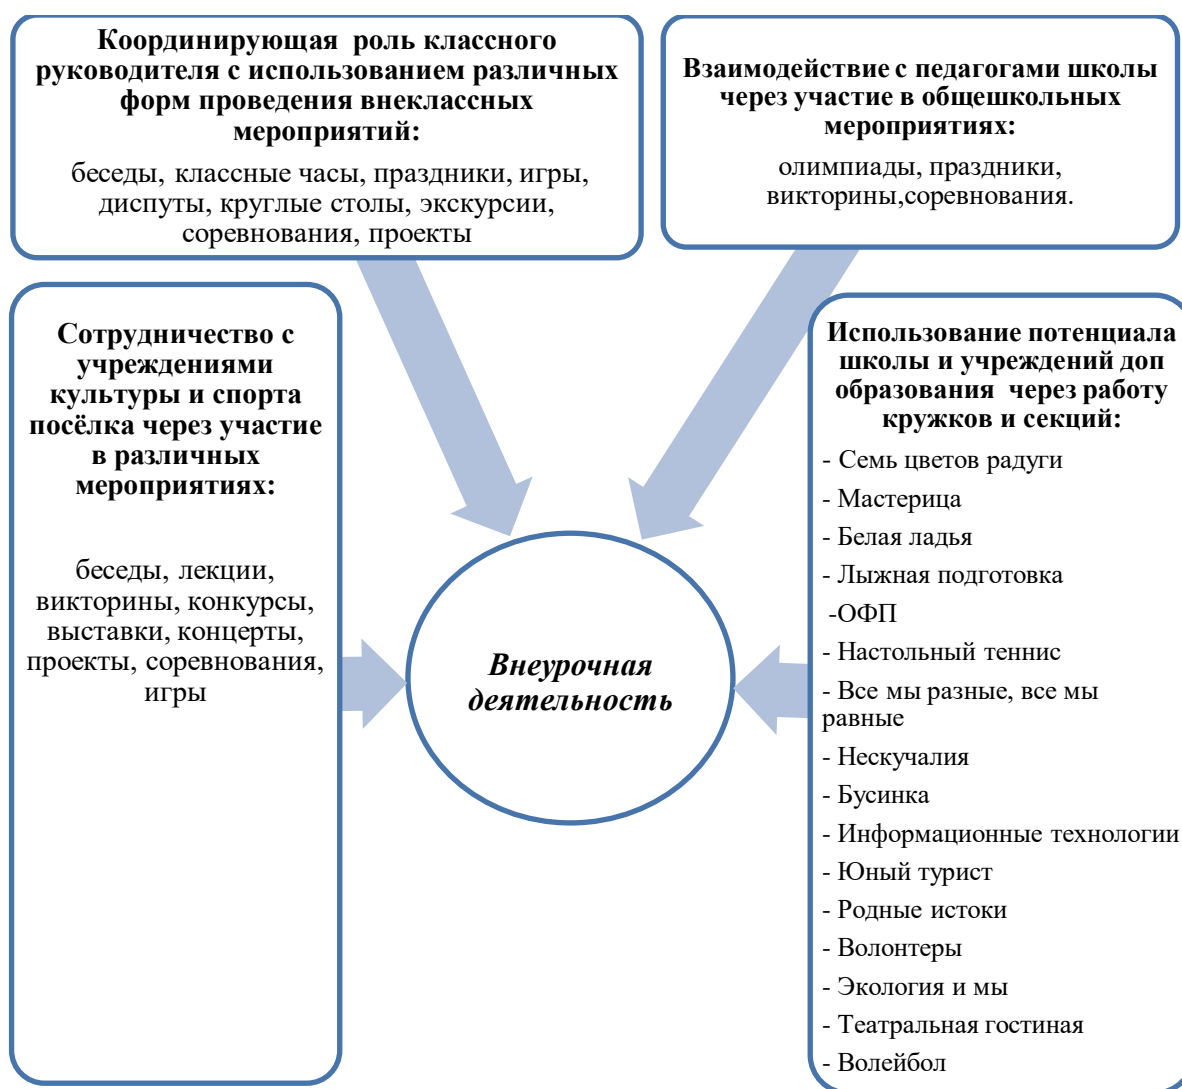 Координирующая роль классного
руководителя с использованием различных
форм проведения внеклассных
мероприятий:
беседы, классные часы, праздники, игры,
диспуты, круглые столы, экскурсии,
соревнования, проекты
Взаимодействие с педагогами школы
через участие в общешкольных
мероприятиях:
олимпиады, праздники,
викторины,соревнования.
Сотрудничество с
учреждениями
культуры и спорта
посёлка через участие
в различных
мероприятиях:
беседы, лекции,
викторины, конкурсы,
выставки, концерты,
проекты, соревнования,
игры
Внеурочная
деятельность
Использование потенциала
школы и учреждений доп
образования через работу
кружков и секций:
- Семь цветов радуги
- Мастерица
- Белая ладья
- Лыжная подготовка
-ОФП
- Настольный теннис
- Все мы разные, все мы
равные
- Нескучалия
- Бусинка
- Информационные технологии
- Юный турист
- Родные истоки
- Волонтеры
- Экология и мы
- Театральная гостиная
- Волейбол